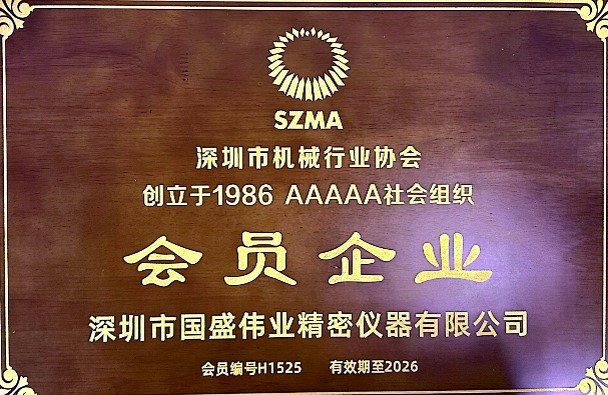 SZMA
深圳市机械行业协会
创立于1986 AAAAA社会组织
会员企业
深圳市国盛伟业精密仪器有限公司
会员编号H1525 有效期至2026